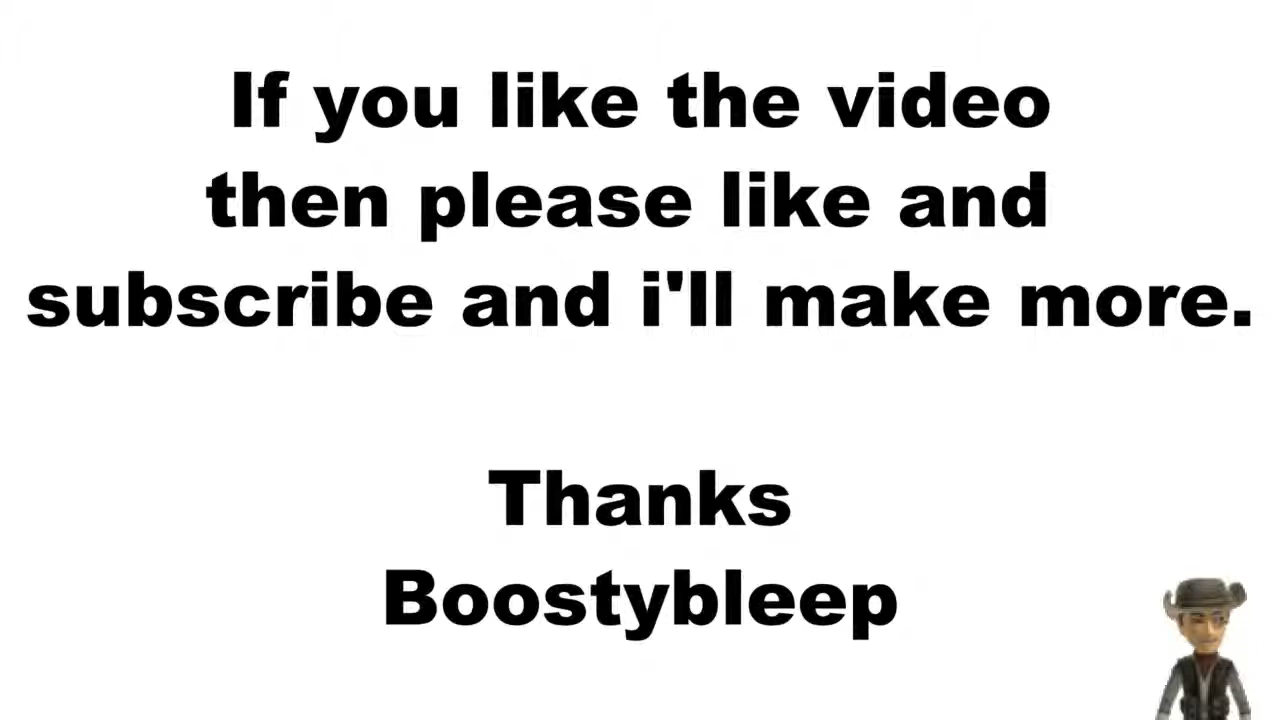 If you like the video
then please like and
subscribe and i'll make more.
Thanks
Boostybleep